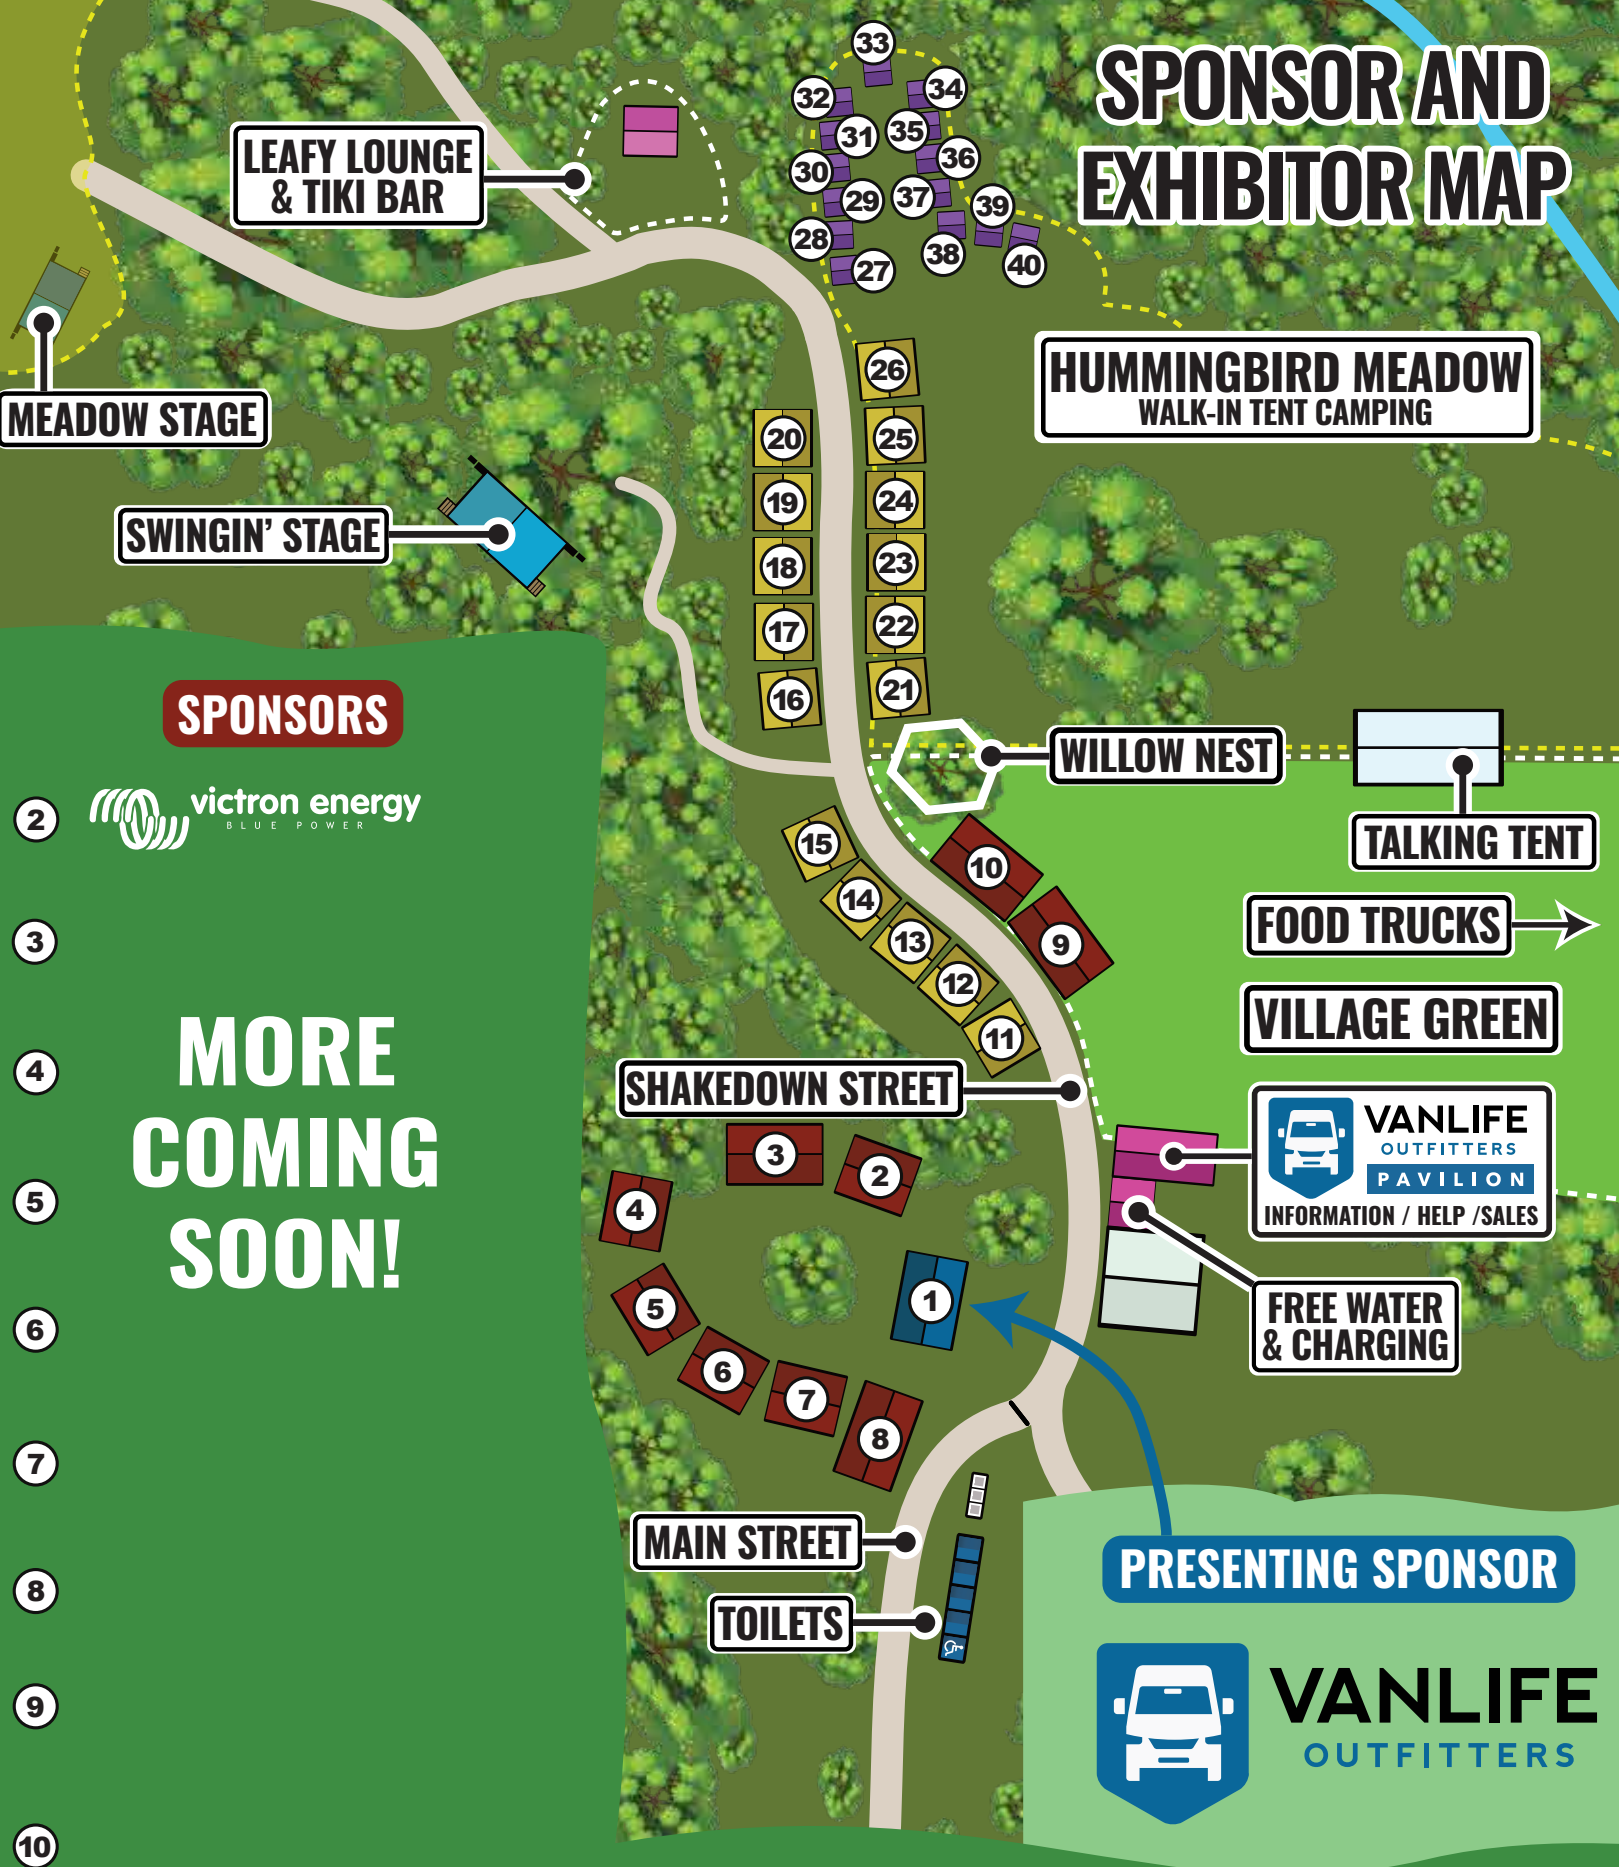 SPONSOR AND
EXHIBITOR MAP
33
32
34
31
35
30
36
29
37
28
39
38
27
40
LEAFY LOUNGE
& TIKI BAR
MEADOW STAGE
HUMMINGBIRD MEADOW
WALK-IN TENT CAMPING
26
20
25
19
24
SWINGIN' STAGE
18
23
17
22
16
21
WILLOW NEST
TALKING TENT
15
10
14
9
13
12
11
FOOD TRUCKS
VILLAGE GREEN
SHAKEDOWN STREET
VANLIFE
OUTFITTERS
PAVILION
INFORMATION / HELP /SALES
FREE WATER
& CHARGING
3
2
4
1
5
6
7
8
MAIN STREET
TOILETS
SPONSORS
2
victron energy
BLUE POWER
3
4
5
6
7
8
9
10
MORE
COMING
SOON!
PRESENTING SPONSOR
VANLIFE
OUTFITTERS